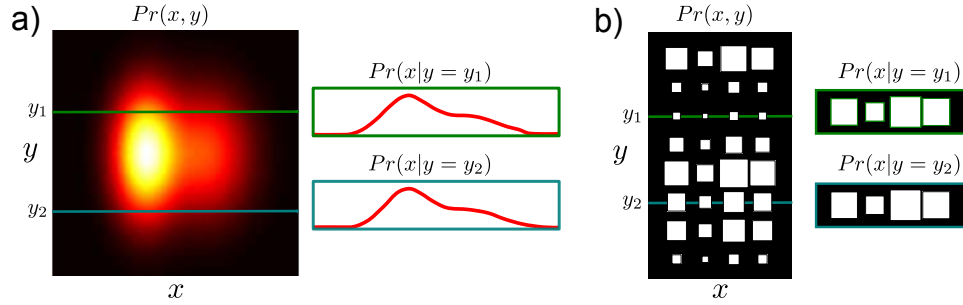 a)
Pr(x, y)
y₁
y
y₂
x
Pr(x|y = y₁)
Pr(x|y = y₂)
b)
Pr(x, y)
y₁
y
y₂
x
Pr(x|y = y₁)
Pr(x|y = y₂)